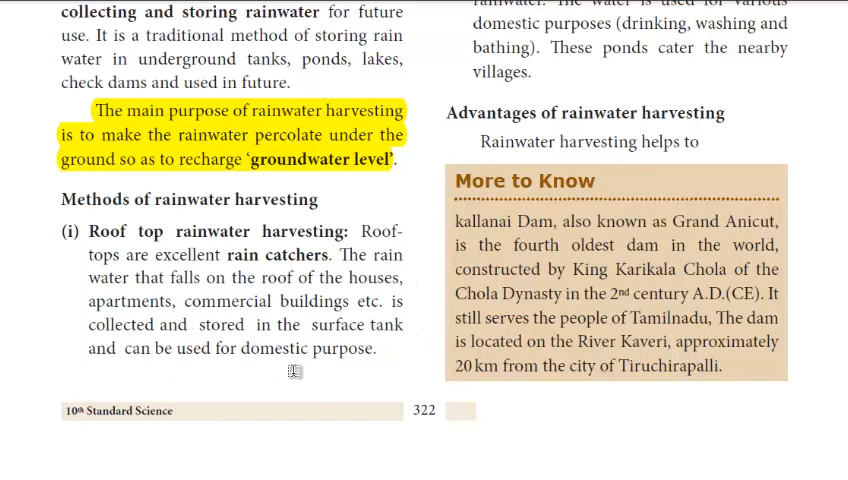 collecting and storing rainwater for future
use. It is a traditional method of storing rain
water in underground tanks, ponds, lakes,
check dams and used in future.
The main purpose of rainwater harvesting
is to make the rainwater percolate under the
ground so as to recharge ‘groundwater level’.
Methods of rainwater harvesting
(i) Roof top rainwater harvesting: Roof-
tops are excellent rain catchers. The rain
water that falls on the roof of the houses,
apartments, commercial buildings etc. is
collected and stored in the surface tank
and can be used for domestic purpose.
rainwater. The water is used for various
domestic purposes (drinking, washing and
bathing). These ponds cater the nearby
villages.
Advantages of rainwater harvesting
Rainwater harvesting helps to
More to Know
kallanai Dam, also known as Grand Anicut,
is the fourth oldest dam in the world,
constructed by King Karikala Chola of the
Chola Dynasty in the 2nd century A.D.(CE). It
still serves the people of Tamilnadu, The dam
is located on the River Kaveri, approximately
20 km from the city of Tiruchirapalli.
10th Standard Science
322